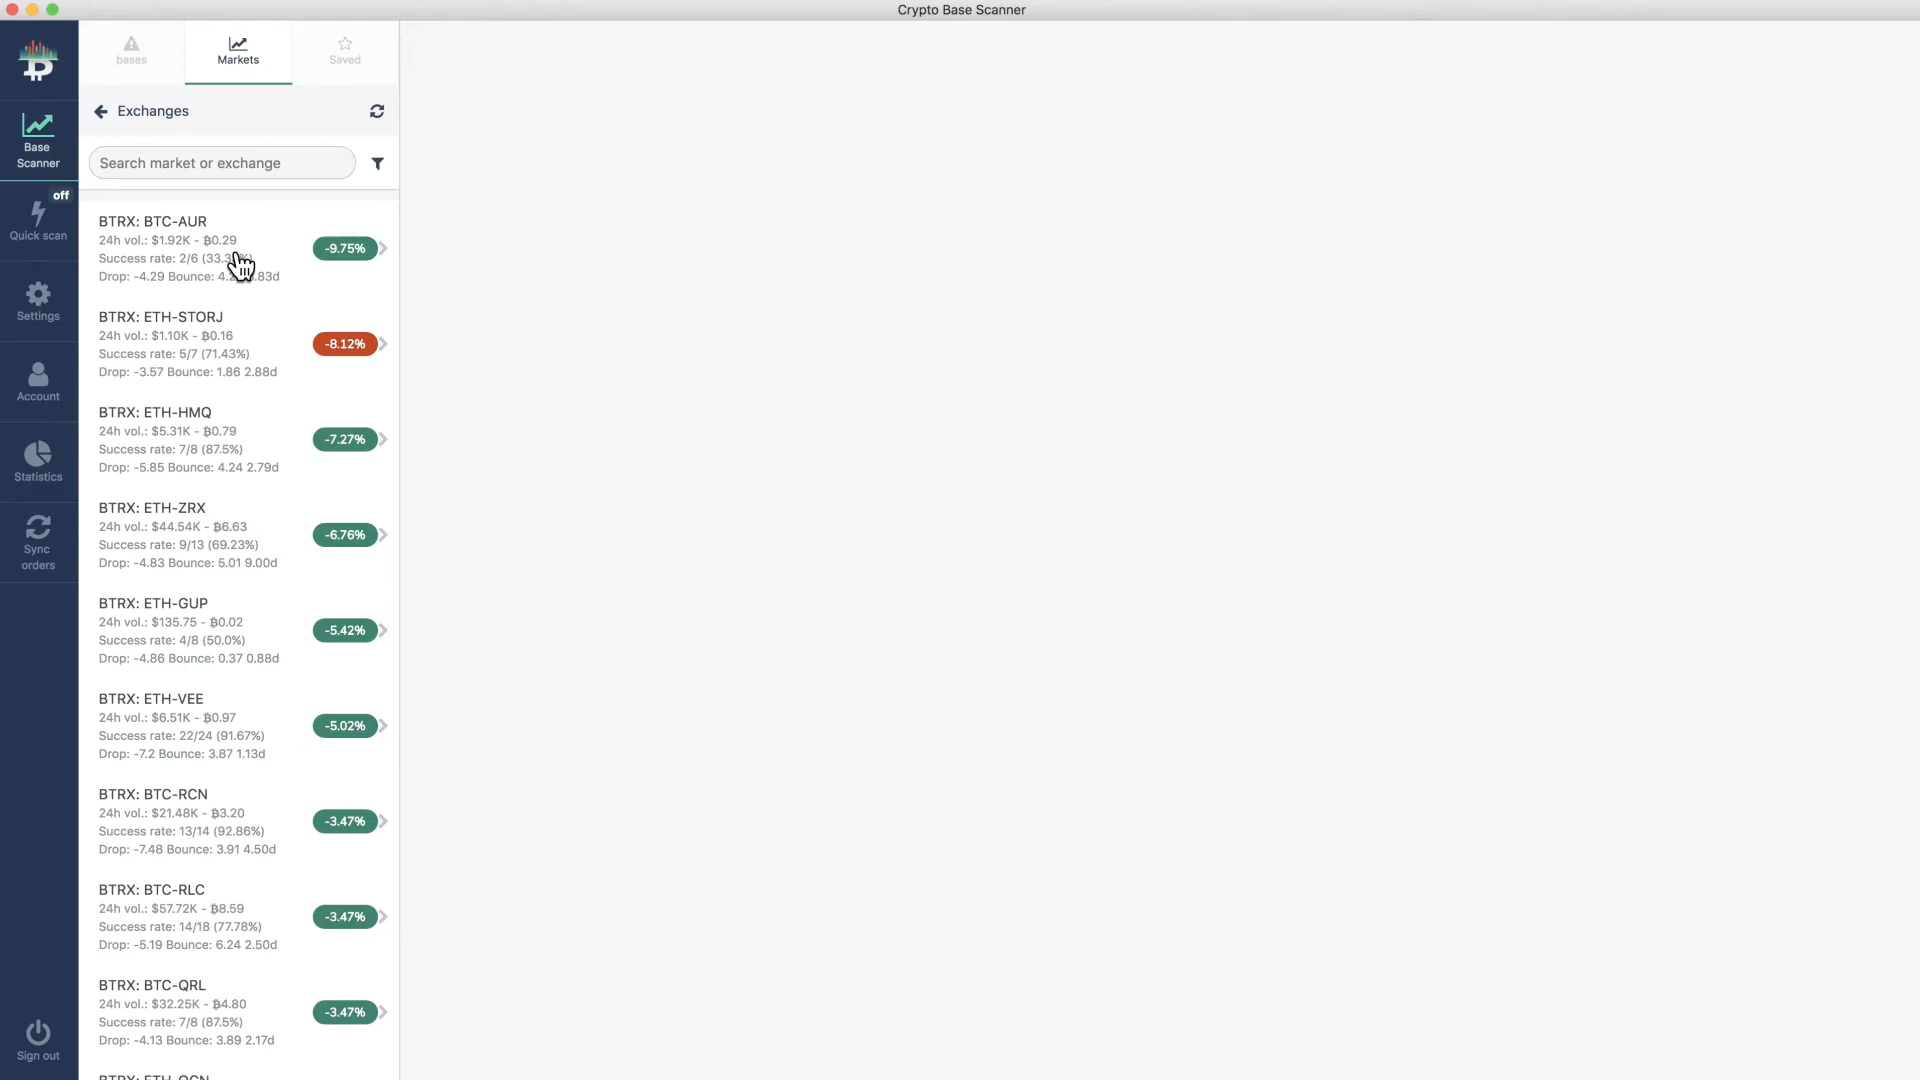 Crypto Base Scanner
bases
Markets
Saved
Exchanges
Search market or exchange
Base
Scanner
off
Quick scan
Settings
Account
Statistics
Sync
orders
Sign out
BTRX: BTC-AUR
24h vol.: $1.92K - ₿0.29
Success rate: 2/6
Drop: -4.29 Bounce:
-9.75%
BTRX: ETH-STORJ
24h vol.: $1.10K - ₿0.16
Success rate: 5/7 (71.43%)
Drop: -3.57 Bounce: 1.86 2.88d
-8.12%
BTRX: ETH-HMQ
24h vol.: $5.31K - ₿0.79
Success rate: 7/8 (87.5%)
Drop: -5.85 Bounce: 4.24 2.79d
-7.27%
BTRX: ETH-ZRX
24h vol.: $44.54K - ₿6.63
Success rate: 9/13 (69.23%)
Drop: -4.83 Bounce: 5.01 9.00d
-6.76%
BTRX: ETH-GUP
24h vol.: $135.75 - ₿0.02
Success rate: 4/8 (50.0%)
Drop: -4.86 Bounce: 0.37 0.88d
-5.42%
BTRX: ETH-VEE
24h vol.: $6.51K - ₿0.97
Success rate: 22/24 (91.67%)
Drop: -7.2 Bounce: 3.87 1.13d
-5.02%
BTRX: BTC-RCN
24h vol.: $21.48K - ₿3.20
Success rate: 13/14 (92.86%)
Drop: -7.48 Bounce: 3.91 4.50d
-3.47%
BTRX: BTC-RLC
24h vol.: $57.72K - ₿8.59
Success rate: 14/18 (77.78%)
Drop: -5.19 Bounce: 6.24 2.50d
-3.47%
BTRX: BTC-QRL
24h vol.: $32.25K - ₿4.80
Success rate: 7/8 (87.5%)
Drop: -4.13 Bounce: 3.89 2.17d
-3.47%